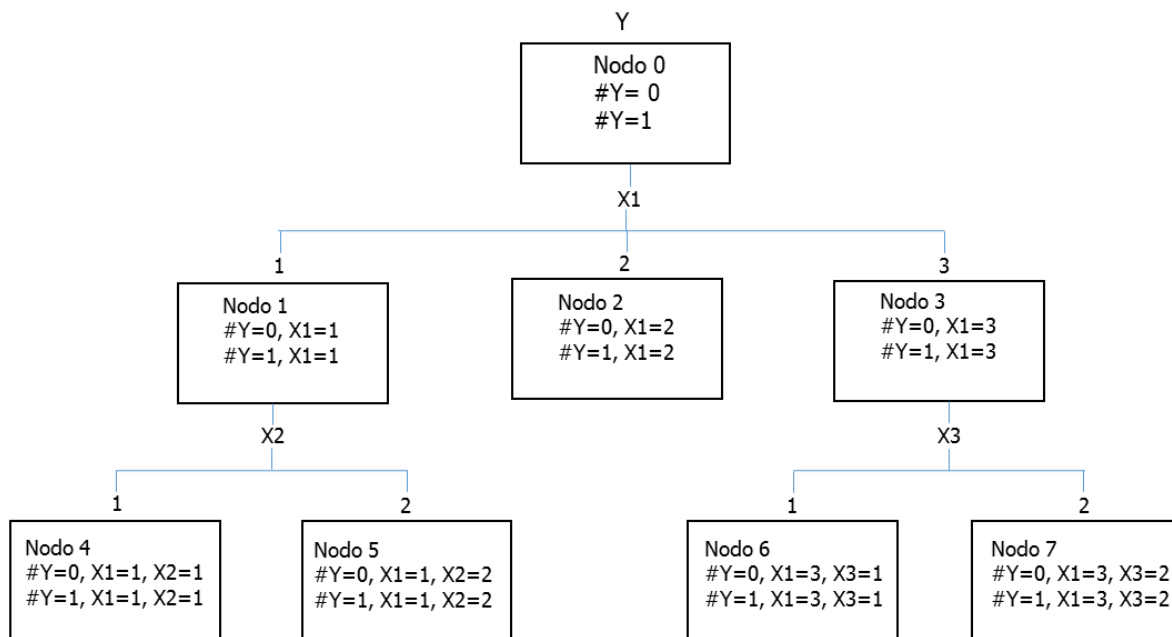 Y
Nodo 0
#Y= 0
#Y=1
X1
1
2
3
Nodo 1
#Y=0, X1=1
#Y=1, X1=1
Nodo 2
#Y=0, X1=2
#Y=1, X1=2
Nodo 3
#Y=0, X1=3
#Y=1, X1=3
X2
X3
1
2
1
2
Nodo 4
#Y=0, X1=1, X2=1
#Y=1, X1=1, X2=1
Nodo 5
#Y=0, X1=1, X2=2
#Y=1, X1=1, X2=2
Nodo 6
#Y=0, X1=3, X3=1
#Y=1, X1=3, X3=1
Nodo 7
#Y=0, X1=3, X3=2
#Y=1, X1=3, X3=2